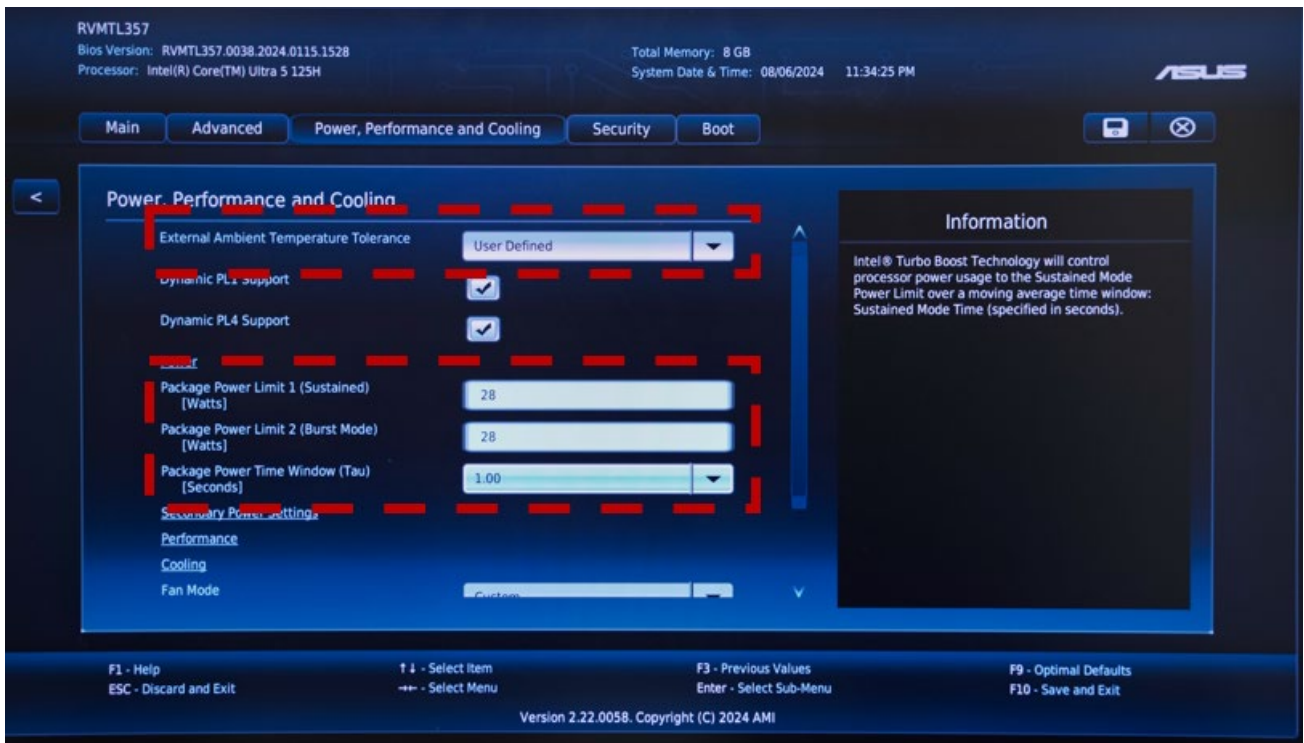 RVMTL357
Bios Version: RVMTL357.0038.2024.0115.1528
Processor: Intel(R) Core(TM) Ultra 5 125H
Total Memory: 8 GB
System Date & Time: 08/06/2024 11:34:25 PM
ASUS
Main Advanced Power, Performance and Cooling Security Boot
<
Power, Performance and Cooling
External Ambient Temperature Tolerance User Defined
Dynamic PL1 Support
Dynamic PL4 Support
Power
Package Power Limit 1 (Sustained)
[Watts]
28
Package Power Limit 2 (Burst Mode)
[Watts]
28
Package Power Time Window (Tau)
[Seconds]
1.00
Secondary Power Settings
Performance
Cooling
Fan Mode Custom
Information
Intel® Turbo Boost Technology will control
processor power usage to the Sustained Mode
Power Limit over a moving average time window:
Sustained Mode Time (specified in seconds).
F1 - Help
ESC - Discard and Exit
↑↓ - Select Item
→← - Select Menu
F3 - Previous Values
Enter - Select Sub-Menu
F9 - Optimal Defaults
F10 - Save and Exit
Version 2.22.0058. Copyright (C) 2024 AMI